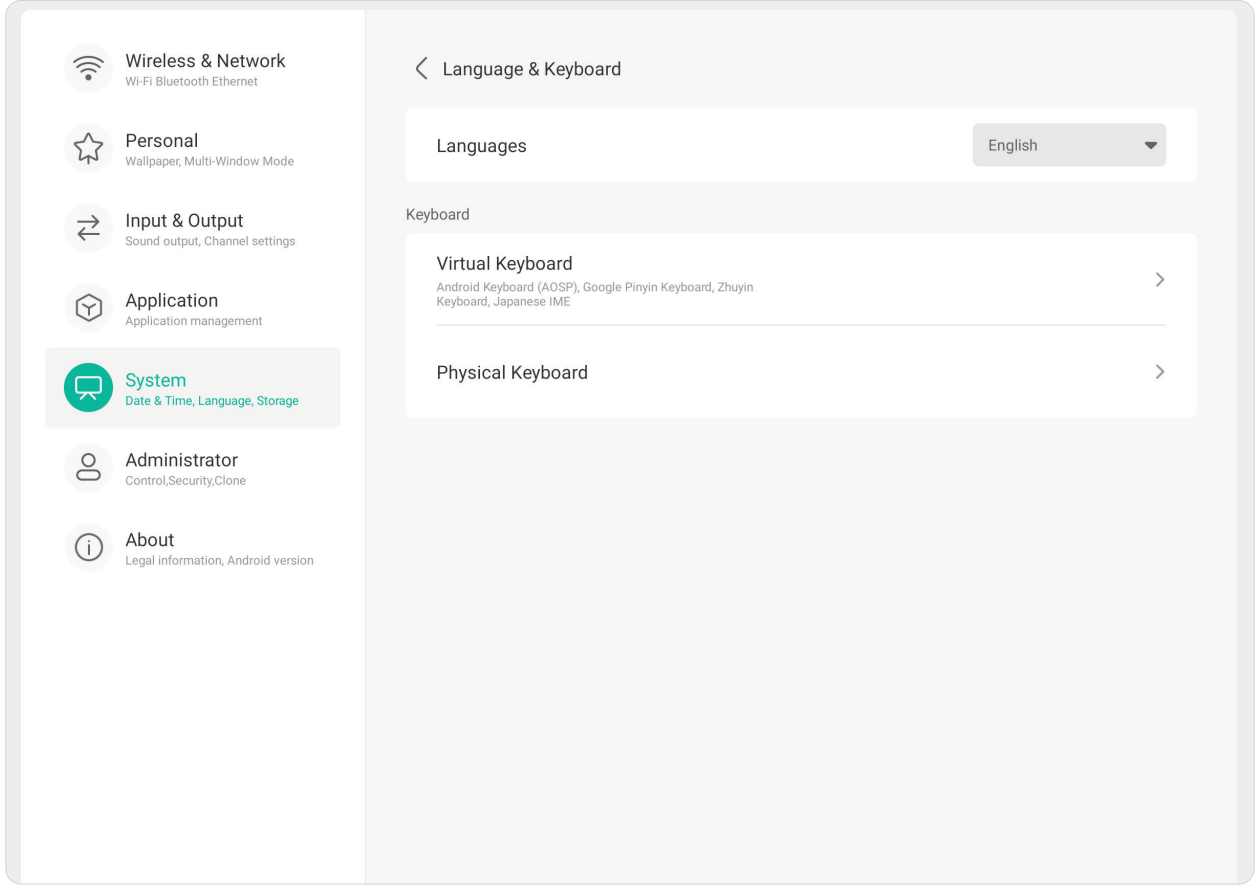 Wireless & Network
Wi-Fi Bluetooth Ethernet
Personal
Wallpaper, Multi-Window Mode
Input & Output
Sound output, Channel settings
Application
Application management
System
Date & Time, Language, Storage
Administrator
Control,Security,Clone
About
Legal information, Android version
Language & Keyboard
Languages
English
Keyboard
Virtual Keyboard
Android Keyboard (AOSP), Google Pinyin Keyboard, Zhuyin
Keyboard, Japanese IME
Physical Keyboard